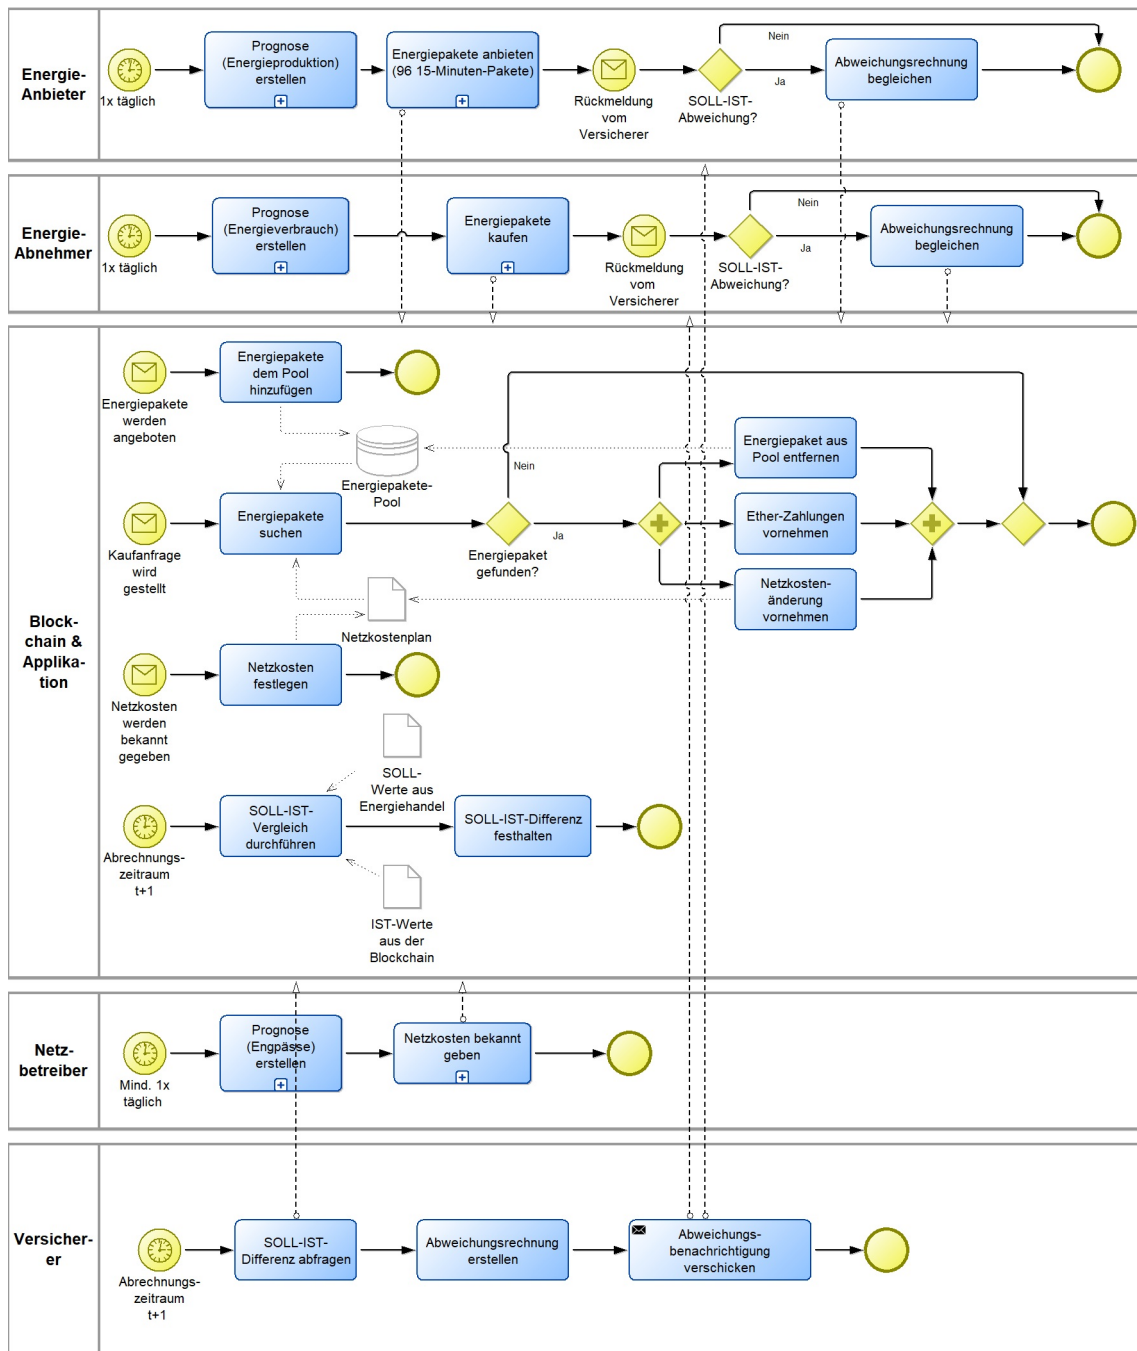 Energie-
Anbieter
1x täglich
Prognose
(Energieproduktion)
erstellen
Energiepakete anbieten
(96 15-Minuten-Pakete)
Rückmeldung
vom
Versicherer
SOLL-IST-
Abweichung?
Nein
Ja
Abweichungsrechnung
begleichen
Energie-
Abnehmer
1x täglich
Prognose
(Energieverbrauch)
erstellen
Energiepakete
kaufen
Rückmeldung
vom
Versicherer
SOLL-IST-
Abweichung?
Nein
Ja
Abweichungsrechnung
begleichen
Block-
chain &
Applika-
tion
Energiepakete
werden
angeboten
Energiepakete
dem Pool
hinzufügen
Energiepakete-
Pool
Kaufanfrage
wird
gestellt
Energiepakete
suchen
Energiepaket
gefunden?
Nein
Ja
Energiepaket aus
Pool entfernen
Ether-Zahlungen
vornehmen
Netzkosten-
änderung
vornehmen
Netzkostenplan
Netzkosten
werden
bekannt
gegeben
Netzkosten
festlegen
SOLL-
Werte aus
Energiehandel
Abrechnungs-
zeitraum
t+1
SOLL-IST-
Vergleich
durchführen
SOLL-IST-Differenz
festhalten
IST-Werte
aus der
Blockchain
Netz-
betreiber
Mind. 1x
täglich
Prognose
(Engpässe)
erstellen
Netzkosten bekannt
geben
Versicher-
er
Abrechnungs-
zeitraum
t+1
SOLL-IST-
Differenz abfragen
Abweichungsrechnung
erstellen
Abweichungs-
benachrichtigung
verschicken